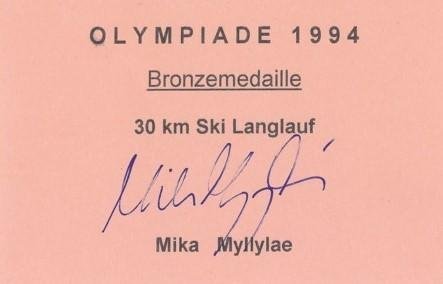 OLYMPIADE 1994
Bronzemedaille
30 km Ski Langlauf
Mika Myllylae